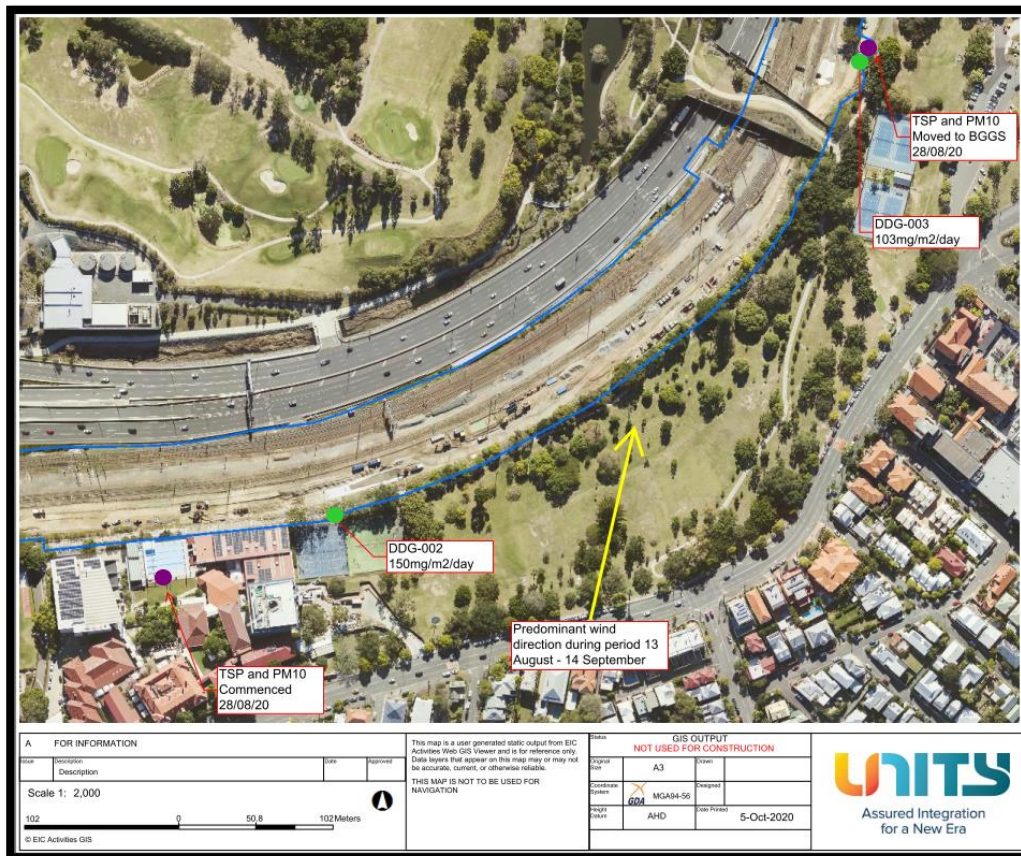 TSP and PM10
Moved to BGGS
28/08/20
DDG-003
103mg/m2/day
DDG-002
150mg/m2/day
Predominant wind
direction during period 13
August - 14 September
TSP and PM10
Commenced
28/08/20
A FOR INFORMATION
Issue Description Date Approved
Description
Scale 1: 2,000
102 0 50.8 102 Meters
© EIC Activities GIS
This map is a user generated static output from EIC
Activities Web GIS Viewer and is for reference only.
Data layers that appear on this map may or may not
be accurate, current, or otherwise reliable.
THIS MAP IS NOT TO BE USED FOR
NAVIGATION
Status GIS OUTPUT
NOT USED FOR CONSTRUCTION
Original
Size A3 Drawn
Coordinate
System GDA MGA94-56 Designed
Height
Datum AHD Date Printed 5-Oct-2020
UNITY
Assured Integration
for a New Era